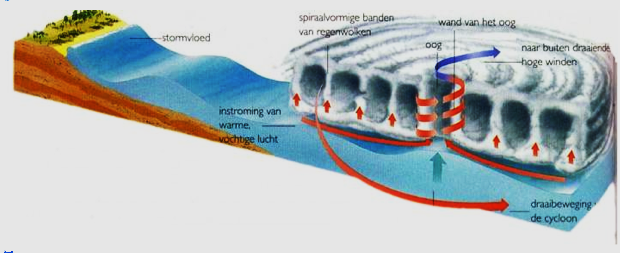 spiraalvormige banden
van regenwolken
wand van het oog
stormvloed
oog
naar buiten draaiende
hoge winden
instroming van
warme,
vochtige lucht
draaibeweging
de cycloon